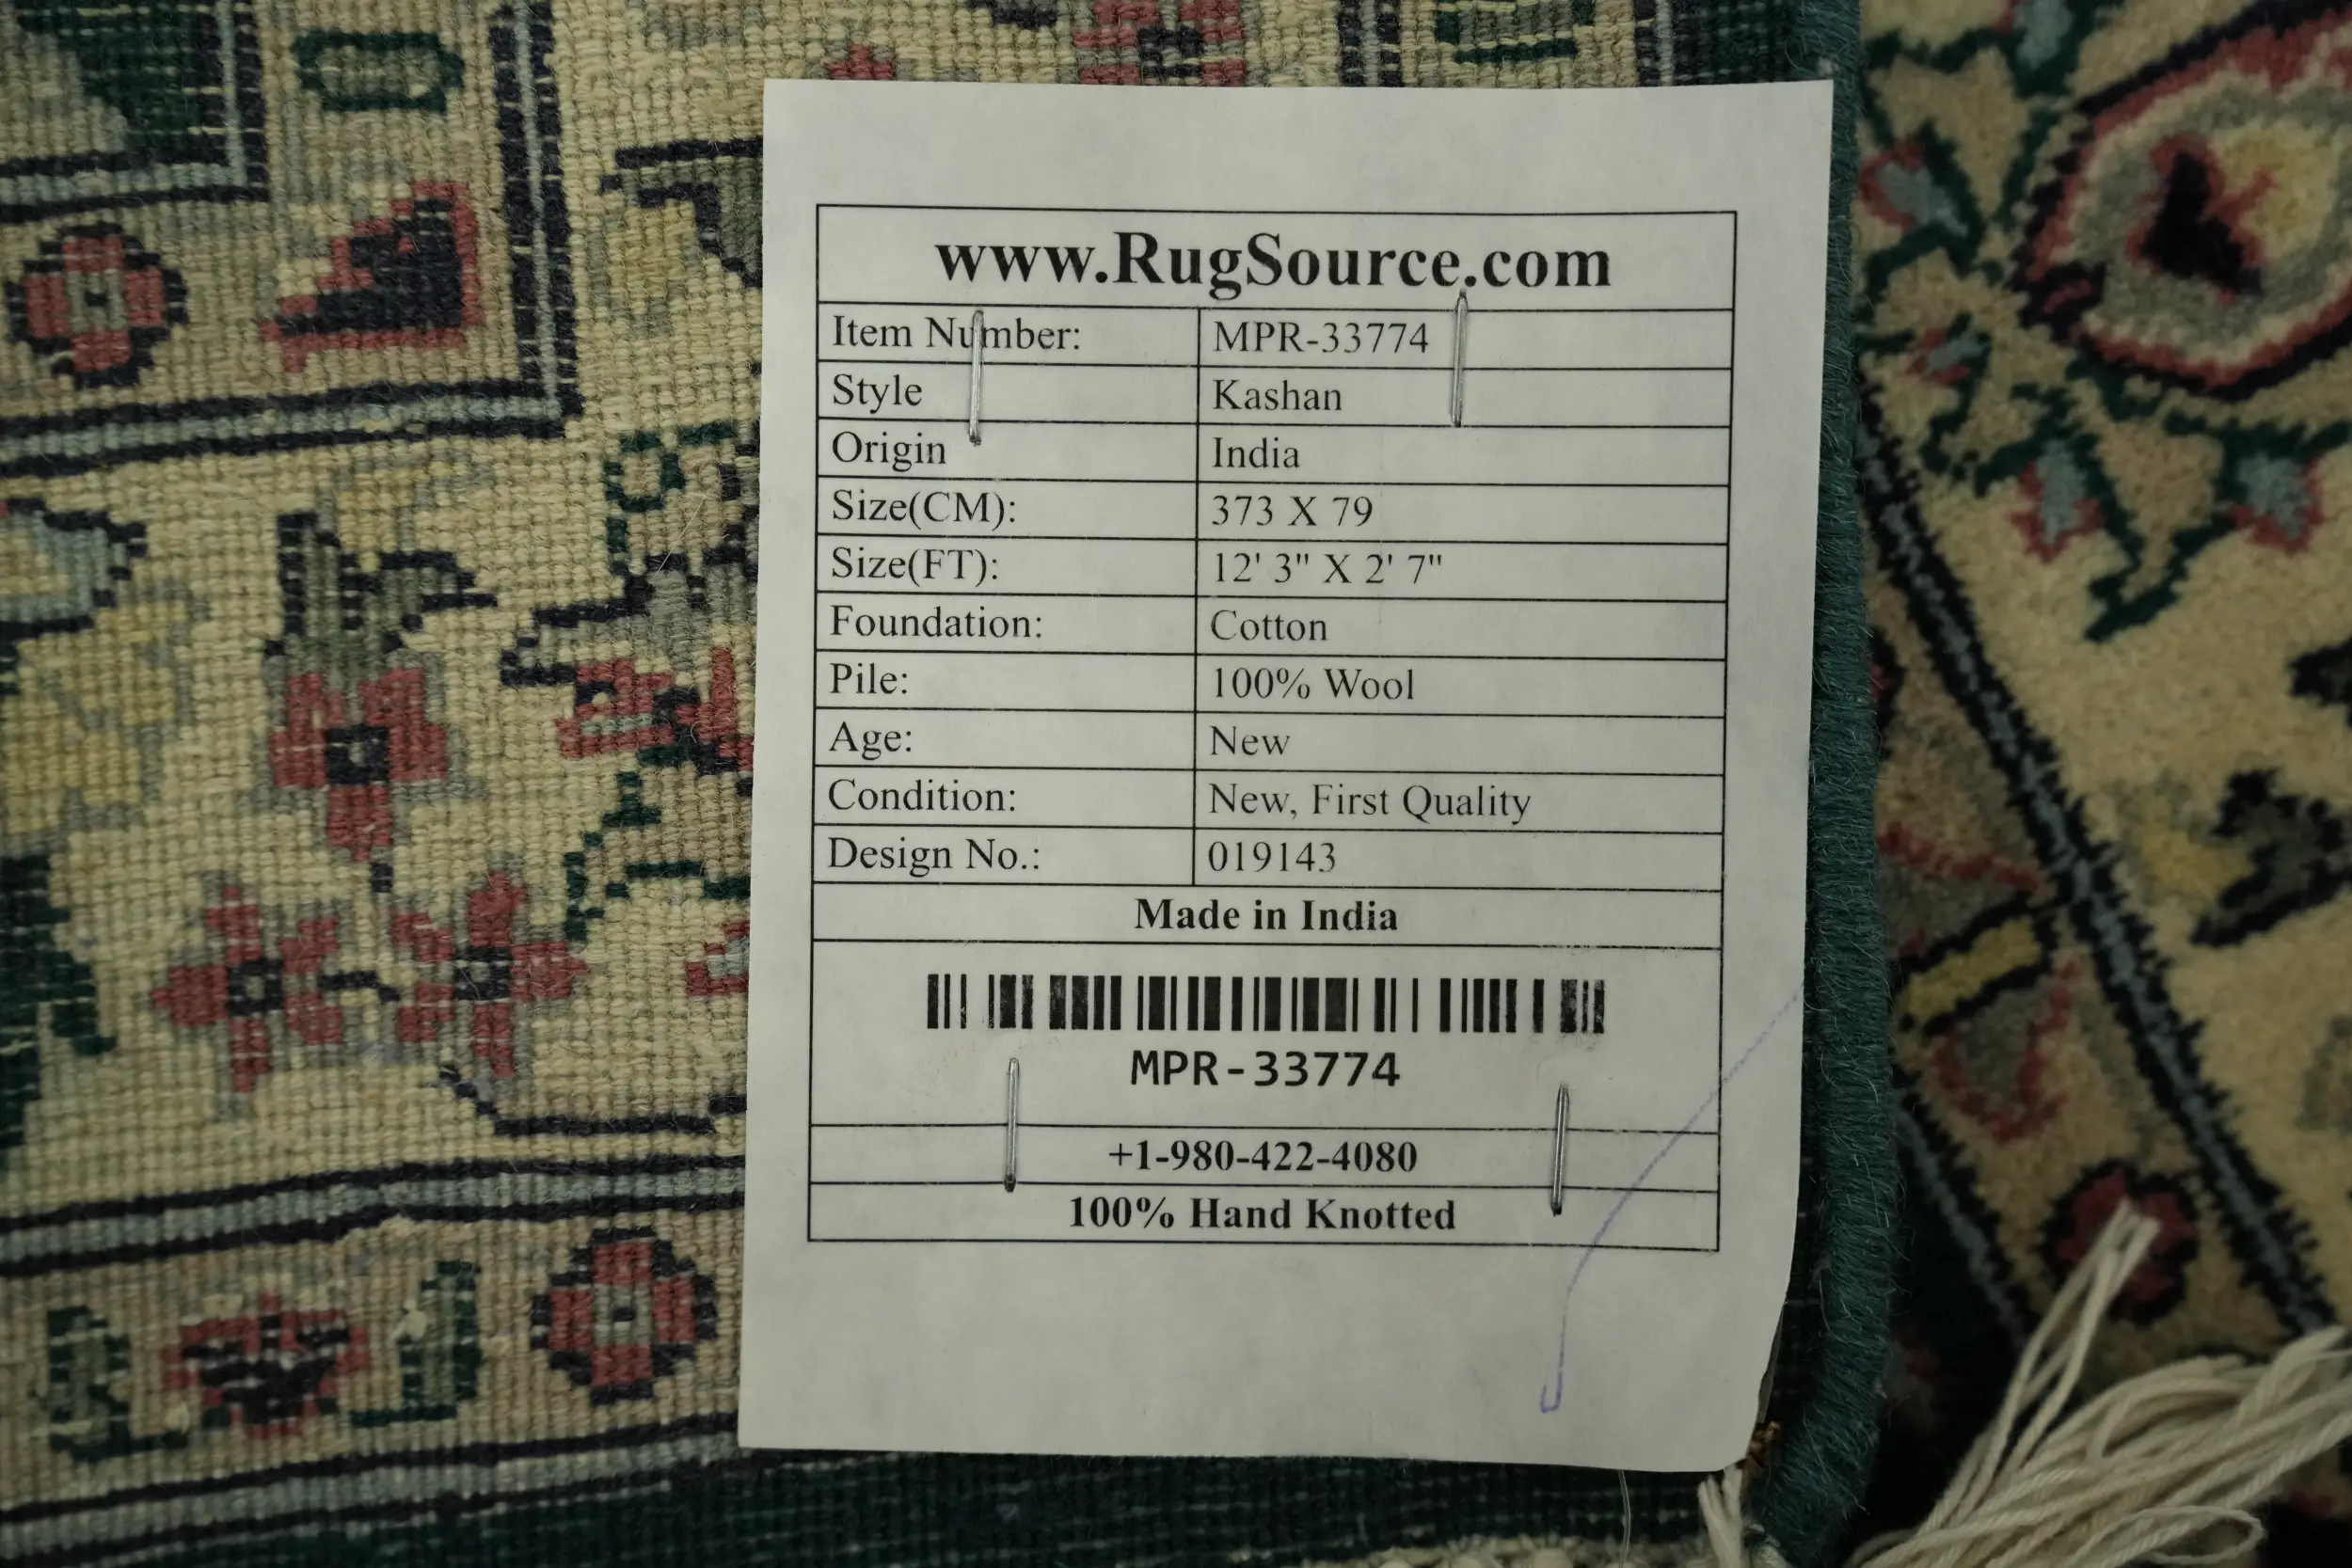 www.RugSource.com
Item Number: MPR-33774
Style Kashan
Origin India
Size(CM): 373 X 79
Size(FT): 12' 3" X 2' 7"
Foundation: Cotton
Pile: 100% Wool
Age: New
Condition: New, First Quality
Design No.: 019143
Made in India
MPR-33774
+1-980-422-4080
100% Hand Knotted